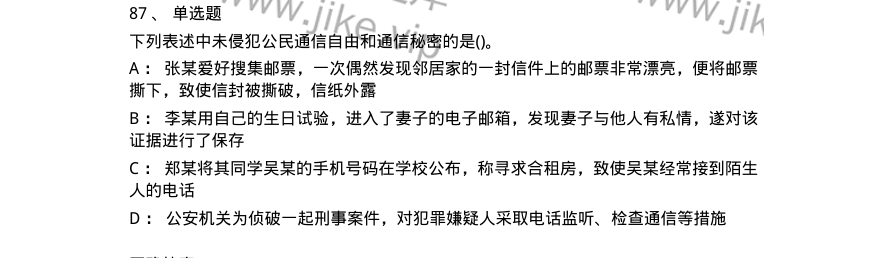 www.jike.vip
87 、 单选题
下列表述中未侵犯公民通信自由和通信秘密的是()。
A ： 张某爱好搜集邮票，一次偶然发现邻居家的一封信件上的邮票非常漂亮，便将邮票
撕下，致使信封被撕破，信纸外露
B ： 李某用自己的生日试验，进入了妻子的电子邮箱，发现妻子与他人有私情，遂对该
证据进行了保存
C ： 郑某将其同学吴某的手机号码在学校公布，称寻求合租房，致使吴某经常接到陌生
人的电话
D ： 公安机关为侦破一起刑事案件，对犯罪嫌疑人采取电话监听、检查通信等措施